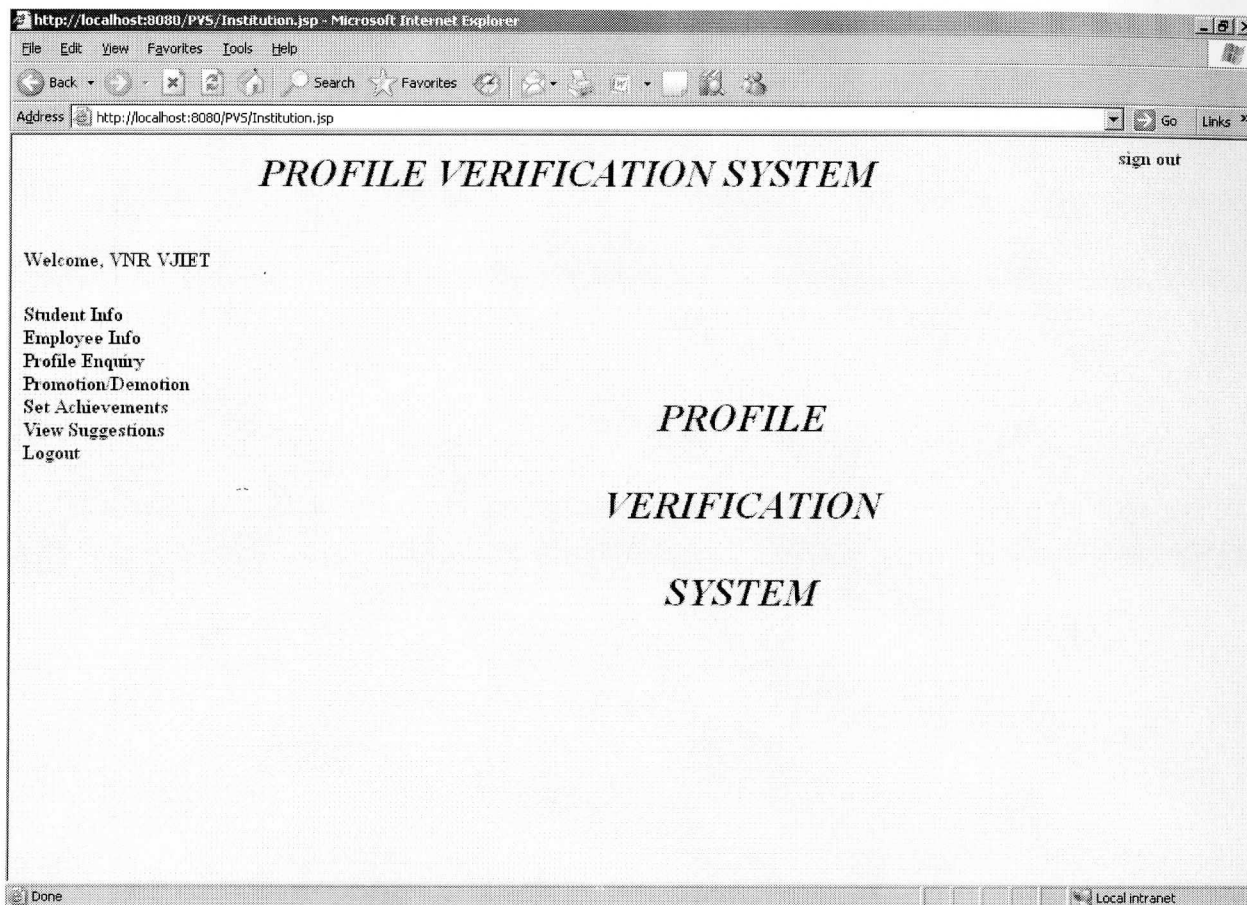 http://localhost:8080/PVS/Institution.jsp - Microsoft Internet Explorer
File Edit View Favorites Tools Help
Back Search Favorites
Address http://localhost:8080/PVS/Institution.jsp Go Links »
PROFILE VERIFICATION SYSTEM
sign out
Welcome, VNR VJIET
Student Info
Employee Info
Profile Enquiry
Promotion/Demotion
Set Achievements
View Suggestions
Logout
PROFILE
VERIFICATION
SYSTEM
Done Local intranet